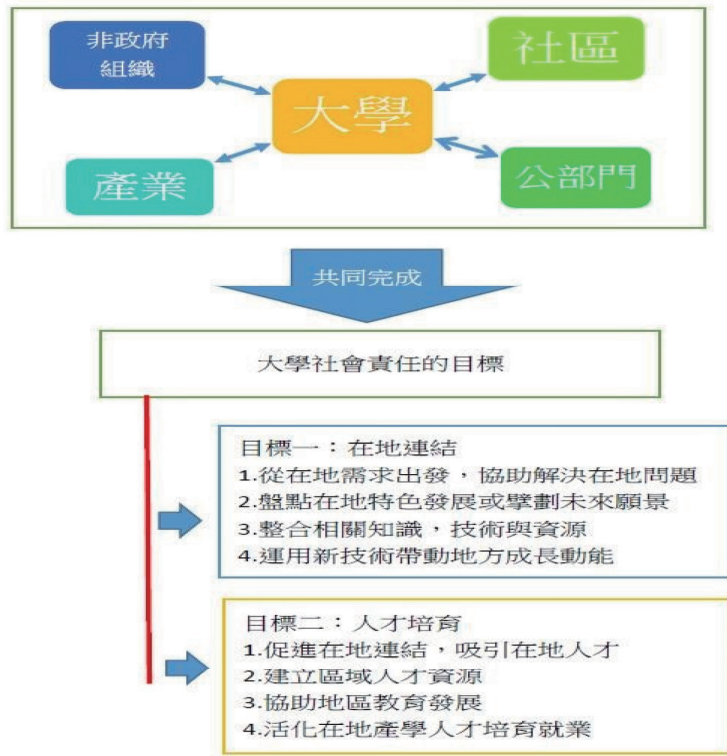 非政府
組織
社區
大學
產業
公部門
共同完成
大學社會責任的目標
目標一：在地連結
1.從在地需求出發，協助解決在地問題
2.盤點在地特色發展或擘劃未來願景
3.整合相關知識，技術與資源
4.運用新技術帶動地方成長動能
目標二：人才培育
1.促進在地連結，吸引在地人才
2.建立區域人才資源
3.協助地區教育發展
4.活化在地產學人才培育就業